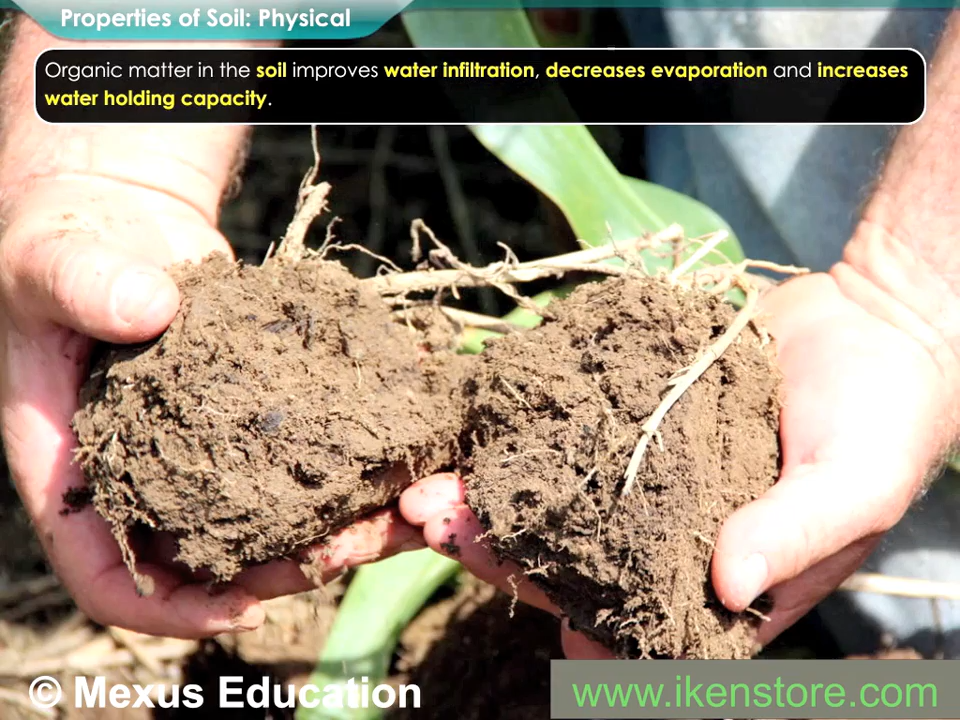 Properties of Soil: Physical
Organic matter in the soil improves water infiltration, decreases evaporation and increases
water holding capacity.
© Mexus Education
www.ikenstore.com